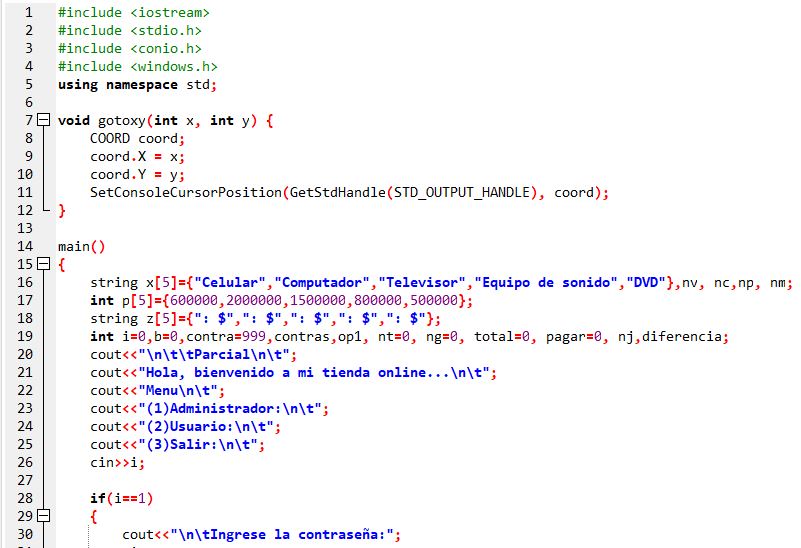 1 #include <iostream>
2 #include <stdio.h>
3 #include <conio.h>
4 #include <windows.h>
5 using namespace std;
6
7 void gotoxy(int x, int y) {
8 COORD coord;
9 coord.X = x;
10 coord.Y = y;
11 SetConsoleCursorPosition(GetStdHandle(STD_OUTPUT_HANDLE), coord);
12 }
13
14 main()
15 {
16 string x[5]={"Celular","Computador","Televisor","Equipo de sonido","DVD"},nv, nc,np, nm;
17 int p[5]={600000,2000000,1500000,800000,500000};
18 string z[5]={": $",": $",": $",": $",": $"};
19 int i=0,b=0,contra=999,contras,op1, nt=0, ng=0, total=0, pagar=0, nj,diferencia;
20 cout<<"\n\t\tParcial\n\t";
21 cout<<"Hola, bienvenido a mi tienda online...\n\t";
22 cout<<"Menu\n\t";
23 cout<<"(1)Administrador:\n\t";
24 cout<<"(2)Usuario:\n\t";
25 cout<<"(3)Salir:\n\t";
26 cin>>i;
27
28 if(i==1)
29 {
30 cout<<"\n\tIngrese la contraseña:";